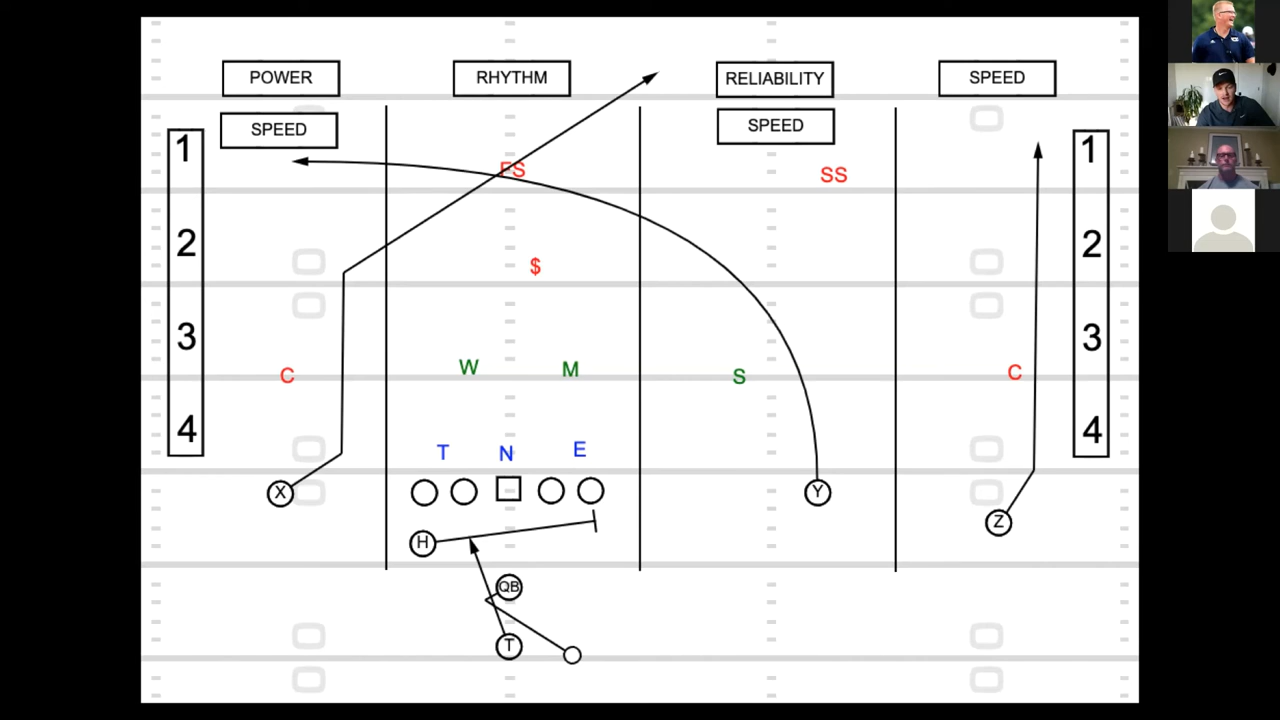 POWER RHYTHM RELIABILITY SPEED
SPEED SPEED
1 1
FS SS
2 2
$
3 3
C W M S C
4 4
T N E
X Y
Z
H
QB
T